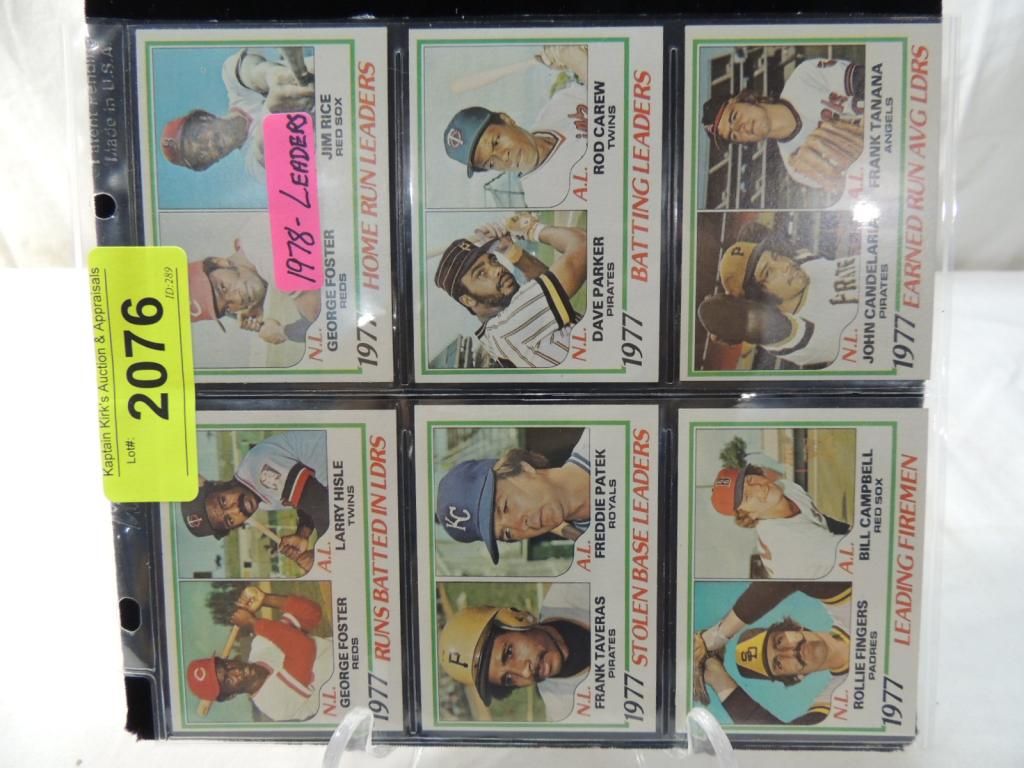 Patent
Made in U.S.A
Kaptain Kirk's Auction & Appraisals
Lot#: 2076
ID:289
1978- LEADERS
JIM RICE
RED SOX
N.L. GEORGE FOSTER
REDS
1977 HOME RUN LEADERS
A.L. ROD CAREW
TWINS
N.L. DAVE PARKER
PIRATES
1977 BATTING LEADERS
A.L. FRANK TANANA
ANGELS
N.L. JOHN CANDELARIA
PIRATES
1977 EARNED RUN AVG LDRS
A.L. LARRY HISLE
TWINS
N.L. GEORGE FOSTER
REDS
1977 RUNS BATTED IN LDRS
A.L. FREDDIE PATEK
ROYALS
KC
N.L. FRANK TAVERAS
PIRATES
P
1977 STOLEN BASE LEADERS
A.L. BILL CAMPBELL
RED SOX
N.L. ROLLIE FINGERS
PADRES
1977 LEADING FIREMEN